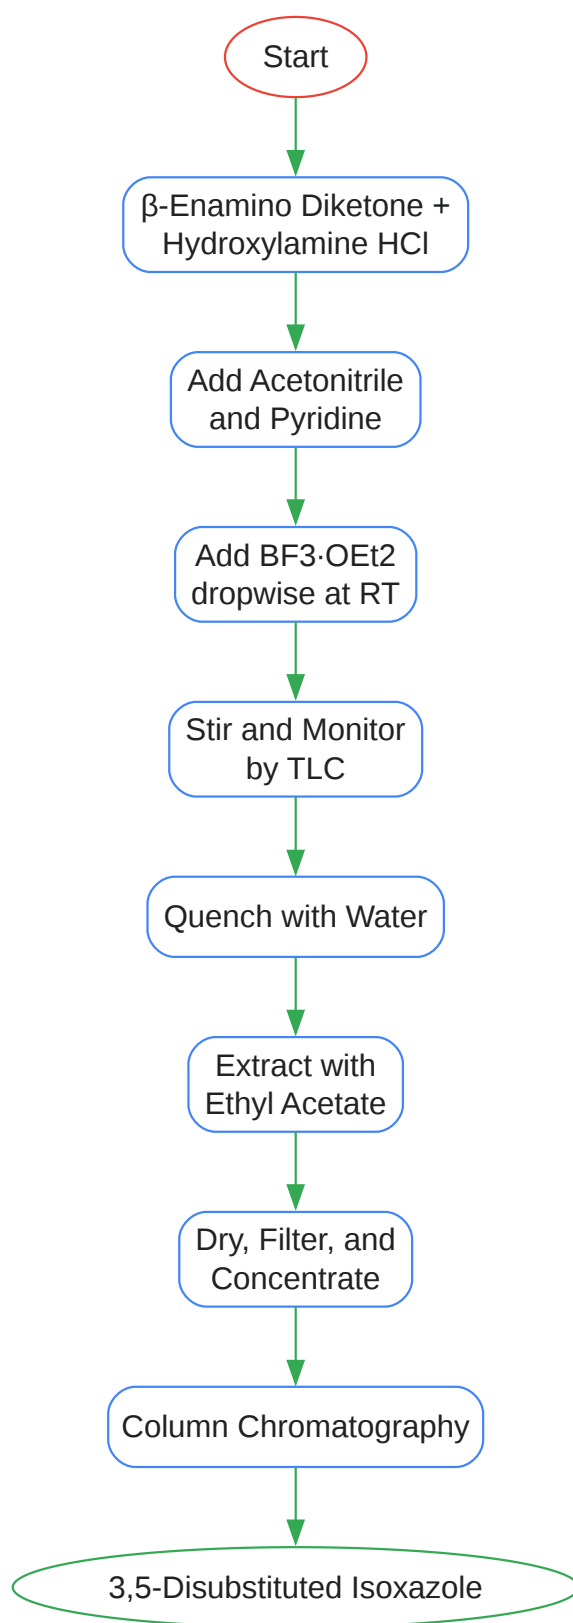 Start
β-Enamino Diketone +
Hydroxylamine HCl
Add Acetonitrile
and Pyridine
Add BF3·OEt2
dropwise at RT
Stir and Monitor
by TLC
Quench with Water
Extract with
Ethyl Acetate
Dry, Filter, and
Concentrate
Column Chromatography
3,5-Disubstituted Isoxazole